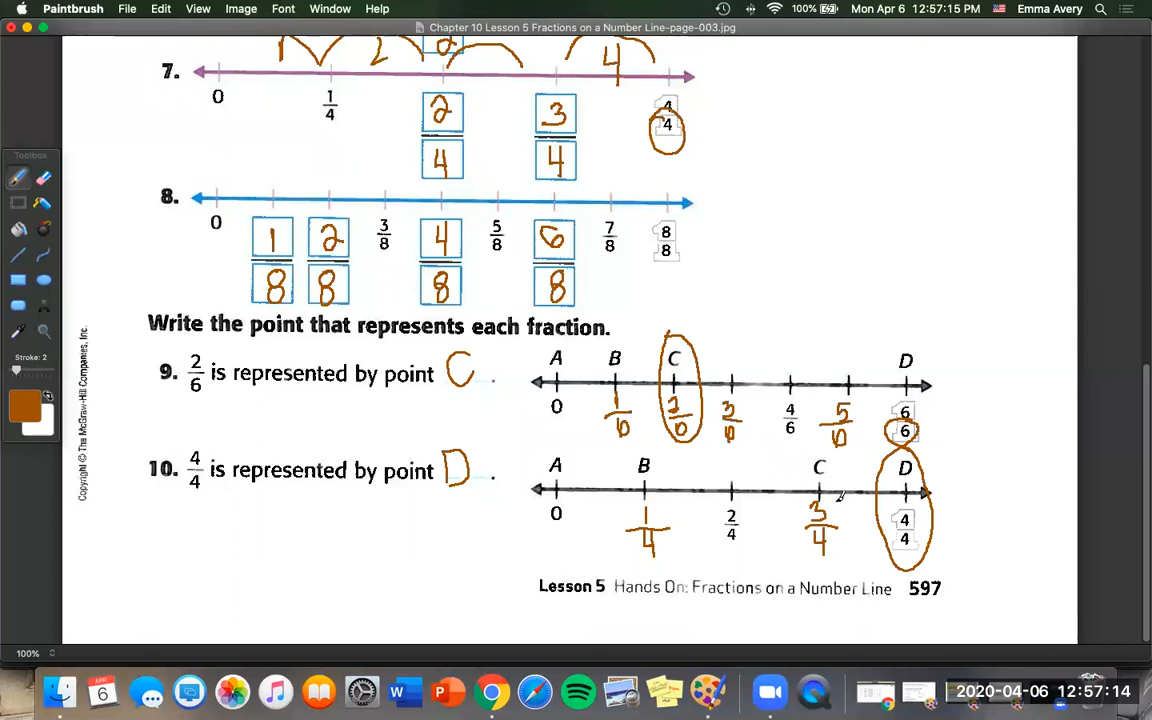 Paintbrush File Edit View Image Font Window Help 100% Mon Apr 6 12:57:15 PM Emma Avery
Chapter 10 Lesson 5 Fractions on a Number Line-page-003.jpg
Toolbox
Stroke: 2
1 2 4
7.
0 1/4 2/4 3/4 4/4
8.
0 1/8 2/8 3/8 4/8 5/8 6/8 7/8 8/8
Write the point that represents each fraction.
9. 2/6 is represented by point C .
A B C D
0 1/6 2/6 3/6 4/6 5/6 6/6
10. 4/4 is represented by point D .
A B C D
0 1/4 2/4 3/4 4/4
Copyright © The McGraw-Hill Companies, Inc.
Lesson 5 Hands On: Fractions on a Number Line 597
100%
APR 6
2020-04-06 12:57:14